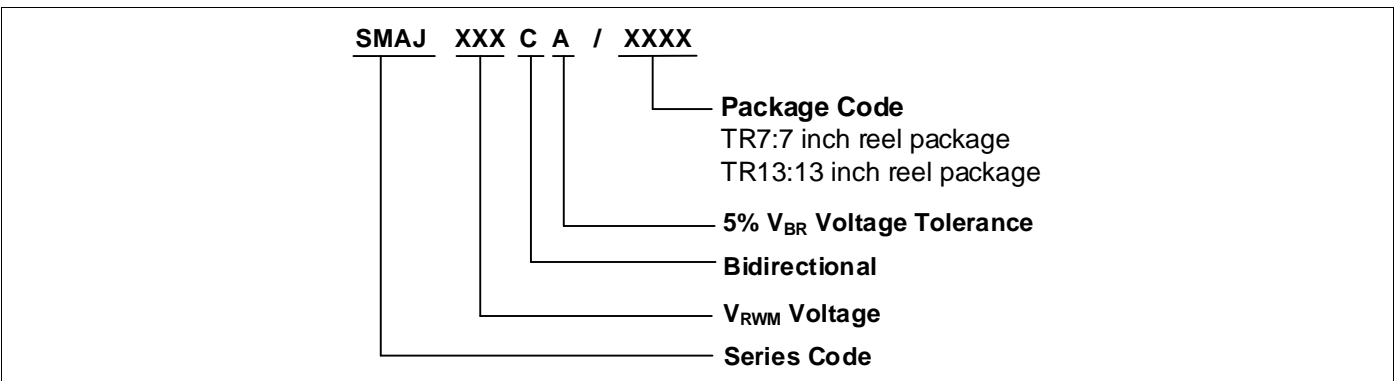 SMAJ XXX C A / XXXX
Package Code
TR7:7 inch reel package
TR13:13 inch reel package
5% VBR Voltage Tolerance
Bidirectional
VRWM Voltage
Series Code